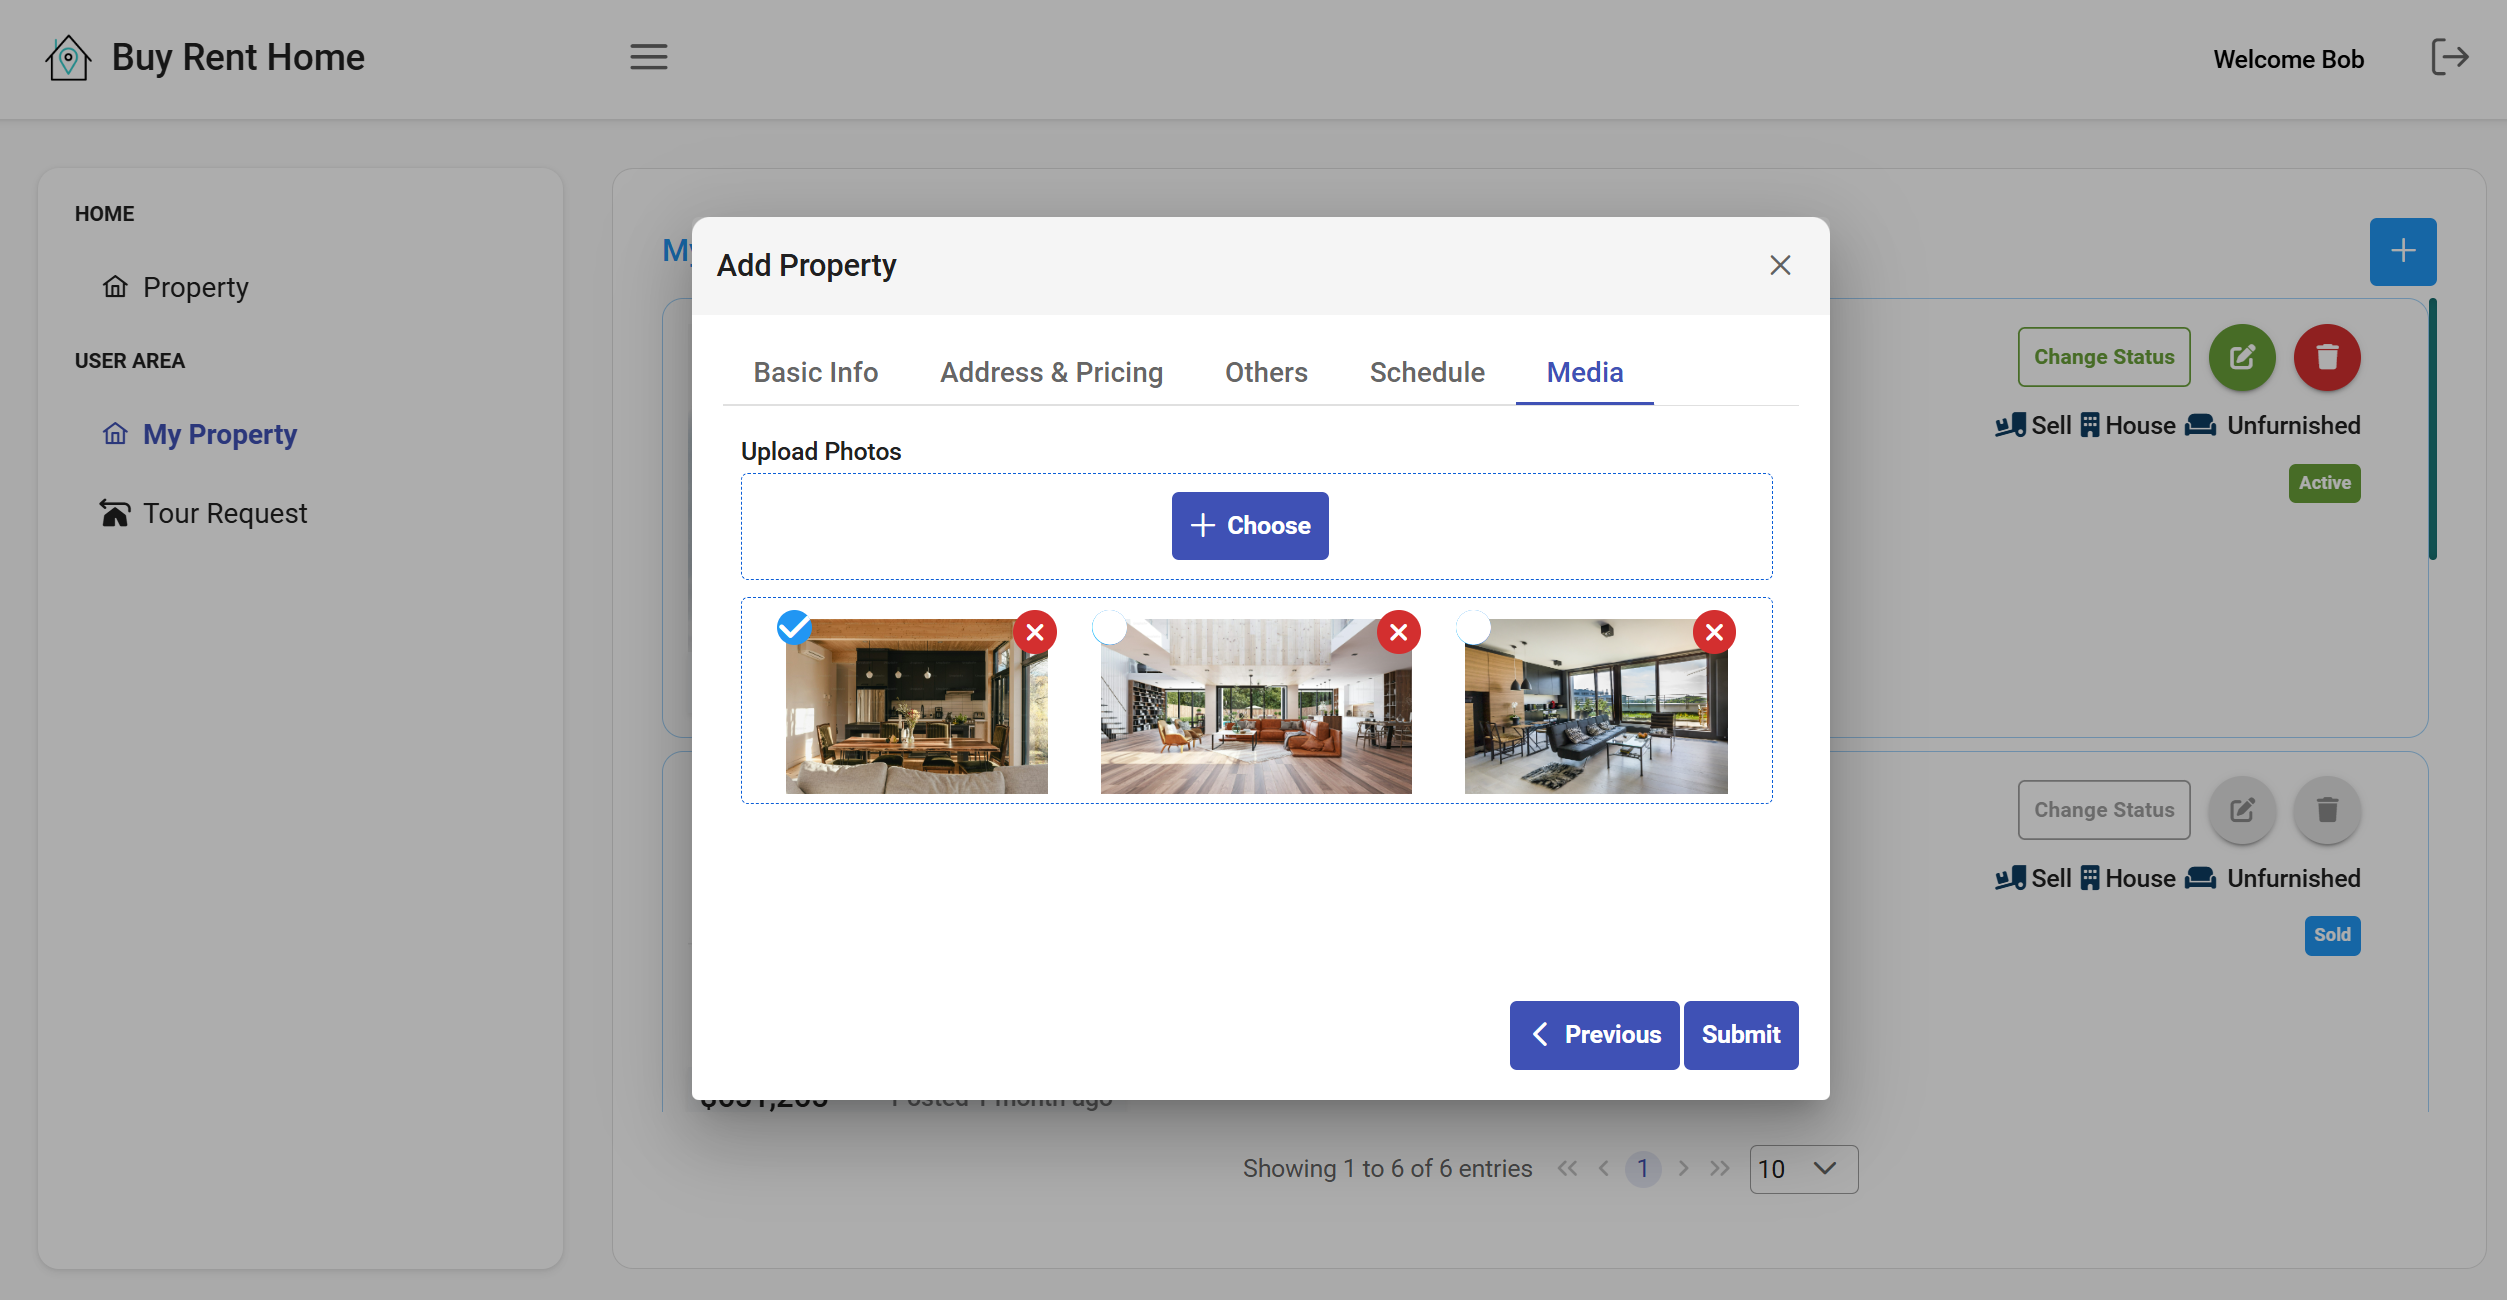 Buy Rent Home
Welcome Bob
HOME
Property
USER AREA
My Property
Tour Request
My
Add Property
Basic Info Address & Pricing Others Schedule Media
Upload Photos
Choose
Previous Submit
Change Status
Sell House Unfurnished
Active
Change Status
Sell House Unfurnished
Sold
Posted 1 month ago
Showing 1 to 6 of 6 entries 1 10